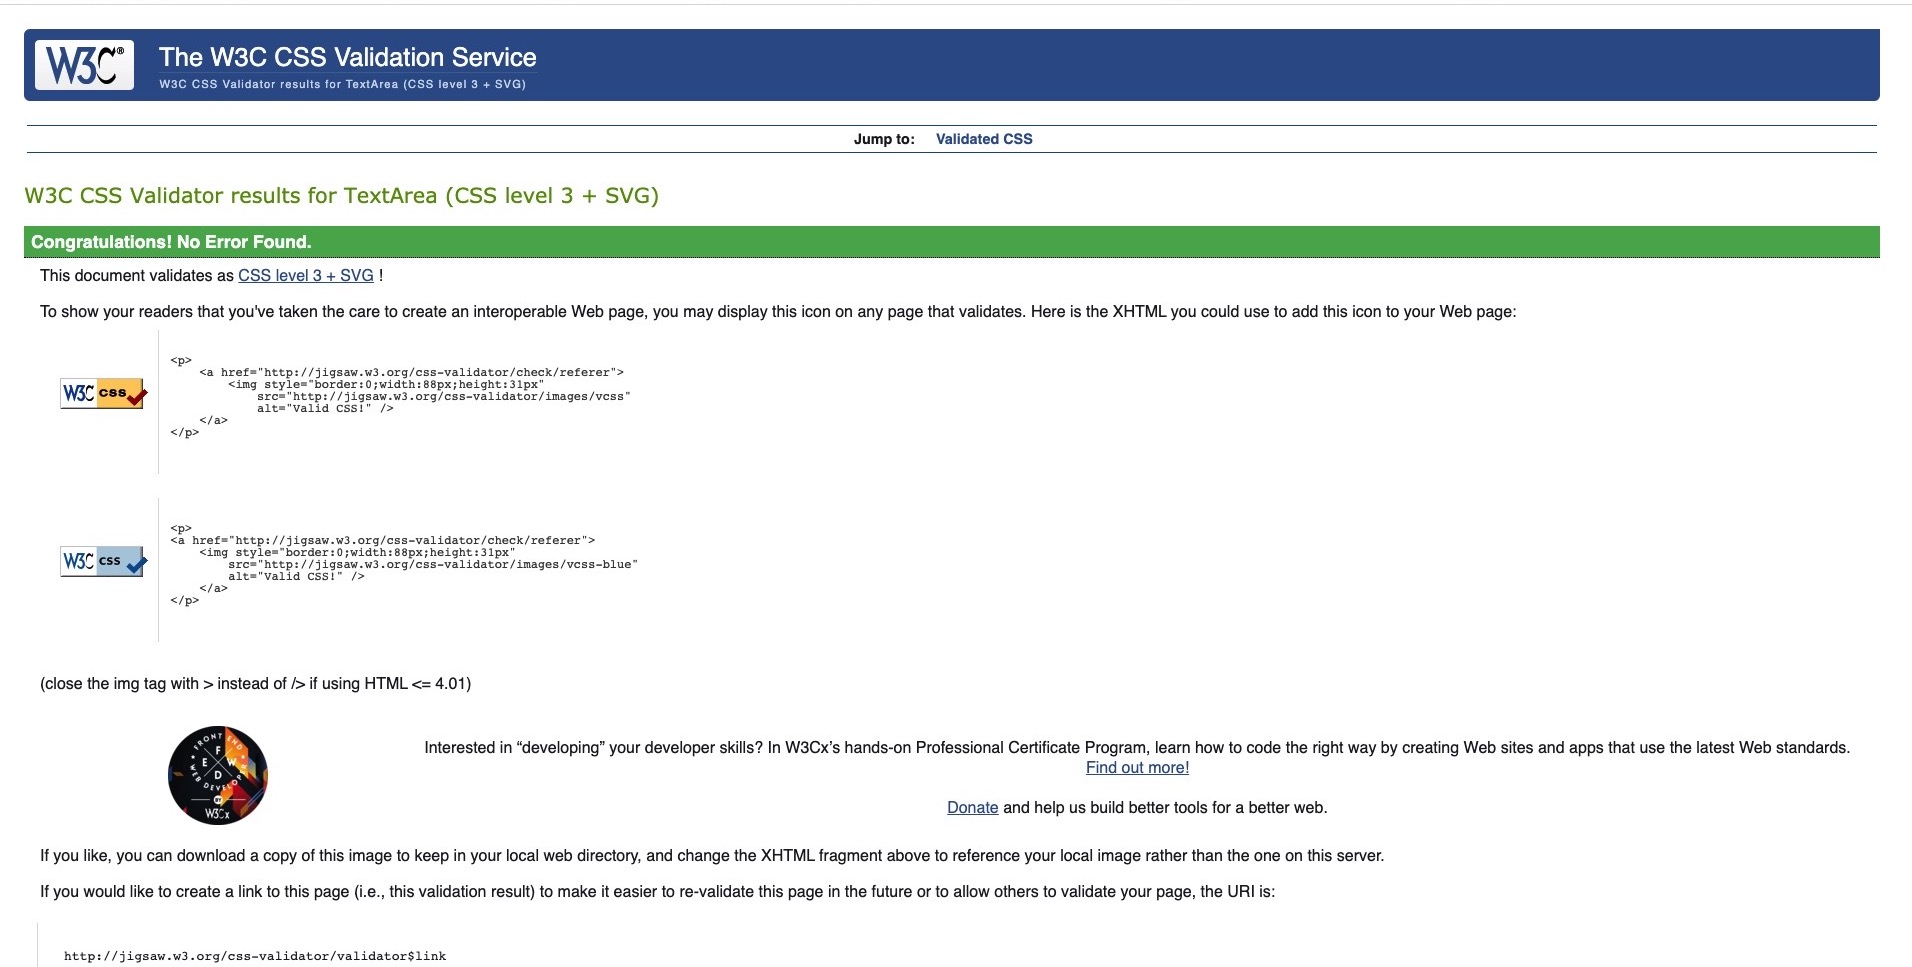 W3C®
The W3C CSS Validation Service
W3C CSS Validator results for TextArea (CSS level 3 + SVG)
Jump to: Validated CSS
W3C CSS Validator results for TextArea (CSS level 3 + SVG)
Congratulations! No Error Found.
This document validates as CSS level 3 + SVG !
To show your readers that you've taken the care to create an interoperable Web page, you may display this icon on any page that validates. Here is the XHTML you could use to add this icon to your Web page:
W3C css
<p>
    <a href="http://jigsaw.w3.org/css-validator/check/referer">
        <img style="border:0;width:88px;height:31px"
            src="http://jigsaw.w3.org/css-validator/images/vcss"
            alt="Valid CSS!" />
    </a>
</p>
W3C css
<p>
<a href="http://jigsaw.w3.org/css-validator/check/referer">
    <img style="border:0;width:88px;height:31px"
        src="http://jigsaw.w3.org/css-validator/images/vcss-blue"
        alt="Valid CSS!" />
    </a>
</p>
(close the img tag with > instead of /> if using HTML <= 4.01)
FRONT END
F
E W
D
WEB DEVELOPER
BY
W3Cx
Interested in “developing” your developer skills? In W3Cx’s hands-on Professional Certificate Program, learn how to code the right way by creating Web sites and apps that use the latest Web standards.
Find out more!
Donate and help us build better tools for a better web.
If you like, you can download a copy of this image to keep in your local web directory, and change the XHTML fragment above to reference your local image rather than the one on this server.
If you would like to create a link to this page (i.e., this validation result) to make it easier to re-validate this page in the future or to allow others to validate your page, the URI is:
http://jigsaw.w3.org/css-validator/validator$link